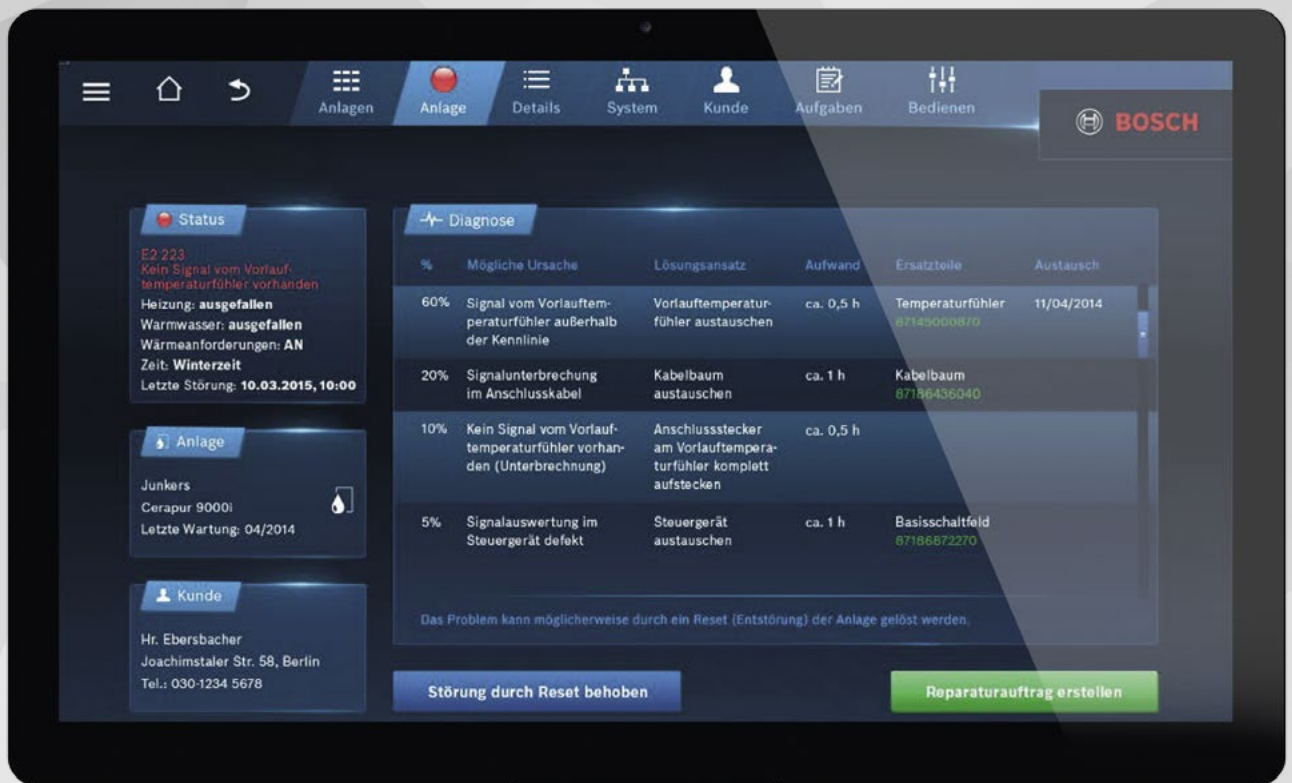 Anlagen
Anlage
Details
System
Kunde
Aufgaben
Bedienen
BOSCH
Status
E2 223
Kein Signal vom Vorlauf-
temperaturfühler vorhanden
Heizung: ausgefallen
Warmwasser: ausgefallen
Wärmeanforderungen: AN
Zeit: Winterzeit
Letzte Störung: 10.03.2015, 10:00
Anlage
Junkers
Cerapur 9000i
Letzte Wartung: 04/2014
Kunde
Hr. Ebersbacher
Joachimstaler Str. 58, Berlin
Tel.: 030-1234 5678
Diagnose
% Mögliche Ursache Lösungsansatz Aufwand Ersatzteile Austausch
60% Signal vom Vorlauftem- Vorlauftemperatur- ca. 0,5 h Temperaturfühler 11/04/2014
peraturfühler außerhalb fühler austauschen 87145000870
der Kennlinie
20% Signalunterbrechung Kabelbaum ca. 1 h Kabelbaum
im Anschlusskabel austauschen 87186436040
10% Kein Signal vom Vorlauf- Anschlussstecker ca. 0,5 h
temperaturfühler vorhan- am Vorlauftempera-
den (Unterbrechnung) turfühler komplett
aufstecken
5% Signalauswertung im Steuergerät ca. 1 h Basisschaltfeld
Steuergerät defekt austauschen 87186872270
Das Problem kann möglicherweise durch ein Reset (Entstörung) der Anlage gelöst werden.
Störung durch Reset behoben
Reparaturauftrag erstellen